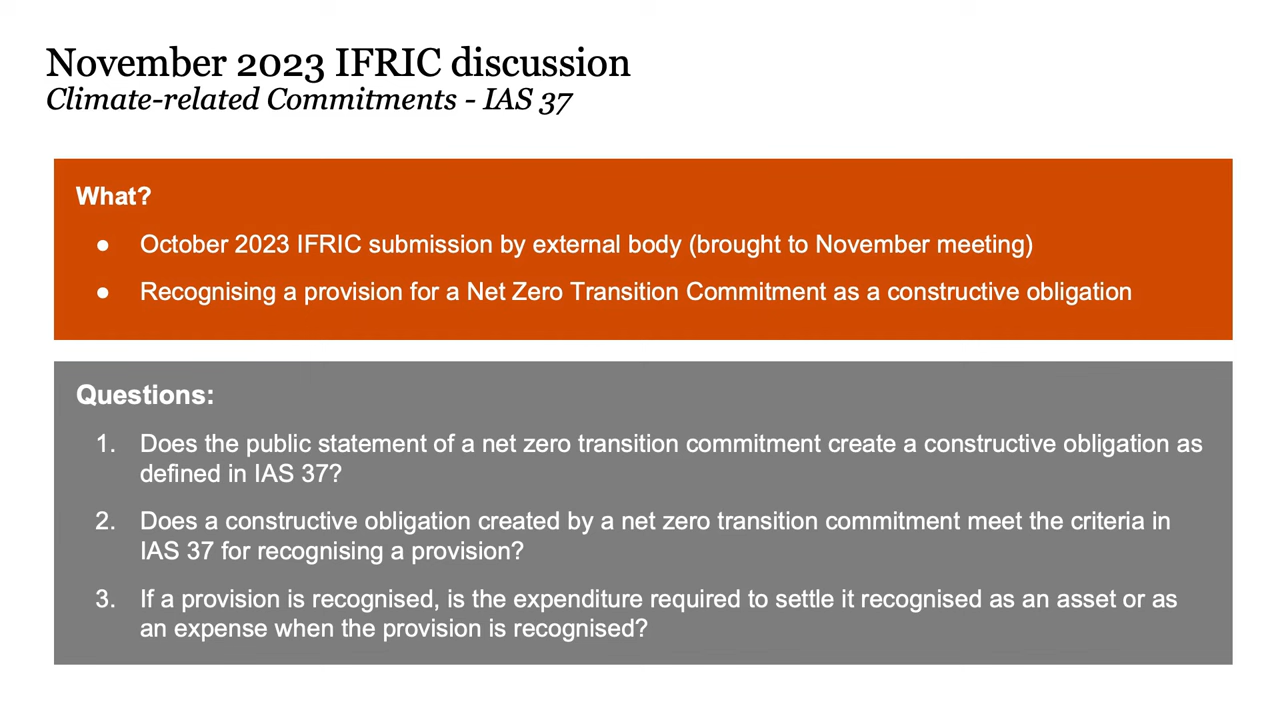 November 2023 IFRIC discussion
Climate-related Commitments - IAS 37
What?
● October 2023 IFRIC submission by external body (brought to November meeting)
● Recognising a provision for a Net Zero Transition Commitment as a constructive obligation
Questions:
1. Does the public statement of a net zero transition commitment create a constructive obligation as
defined in IAS 37?
2. Does a constructive obligation created by a net zero transition commitment meet the criteria in
IAS 37 for recognising a provision?
3. If a provision is recognised, is the expenditure required to settle it recognised as an asset or as
an expense when the provision is recognised?